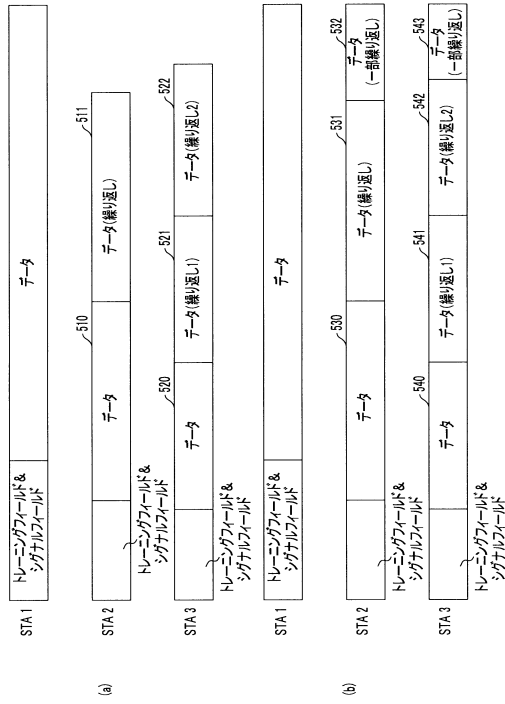 (a)
STA 1
トレーニングフィールド&
シグナルフィールド
データ
STA 2
トレーニングフィールド&
シグナルフィールド
510
データ
511
データ(繰り返し)
STA 3
トレーニングフィールド&
シグナルフィールド
520
データ
521
データ(繰り返し1)
522
データ(繰り返し2)
(b)
STA 1
トレーニングフィールド&
シグナルフィールド
データ
STA 2
トレーニングフィールド&
シグナルフィールド
530
データ
531
データ(繰り返し)
532
データ
(一部繰り返し)
STA 3
トレーニングフィールド&
シグナルフィールド
540
データ
541
データ(繰り返し1)
542
データ(繰り返し2)
543
データ
(一部繰り返し)